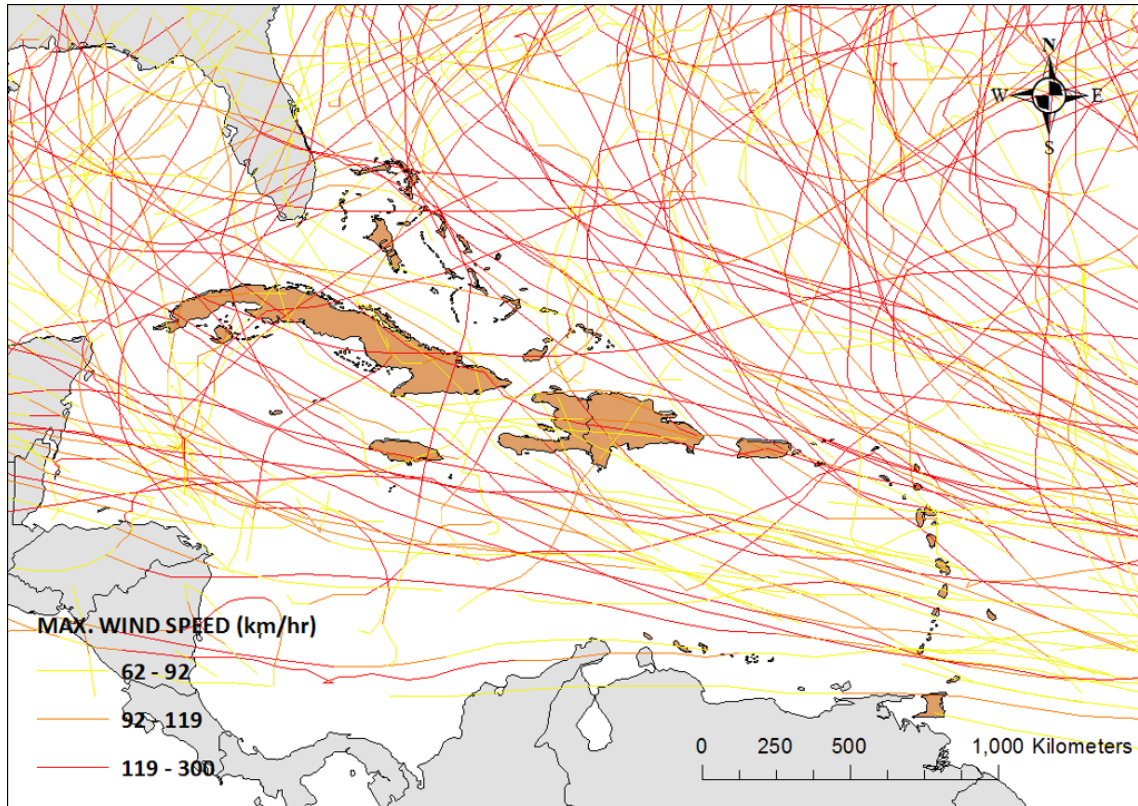 N
W E
S
MAX. WIND SPEED (km/hr)
62 - 92
92 - 119
119 - 300
0 250 500 1,000 Kilometers